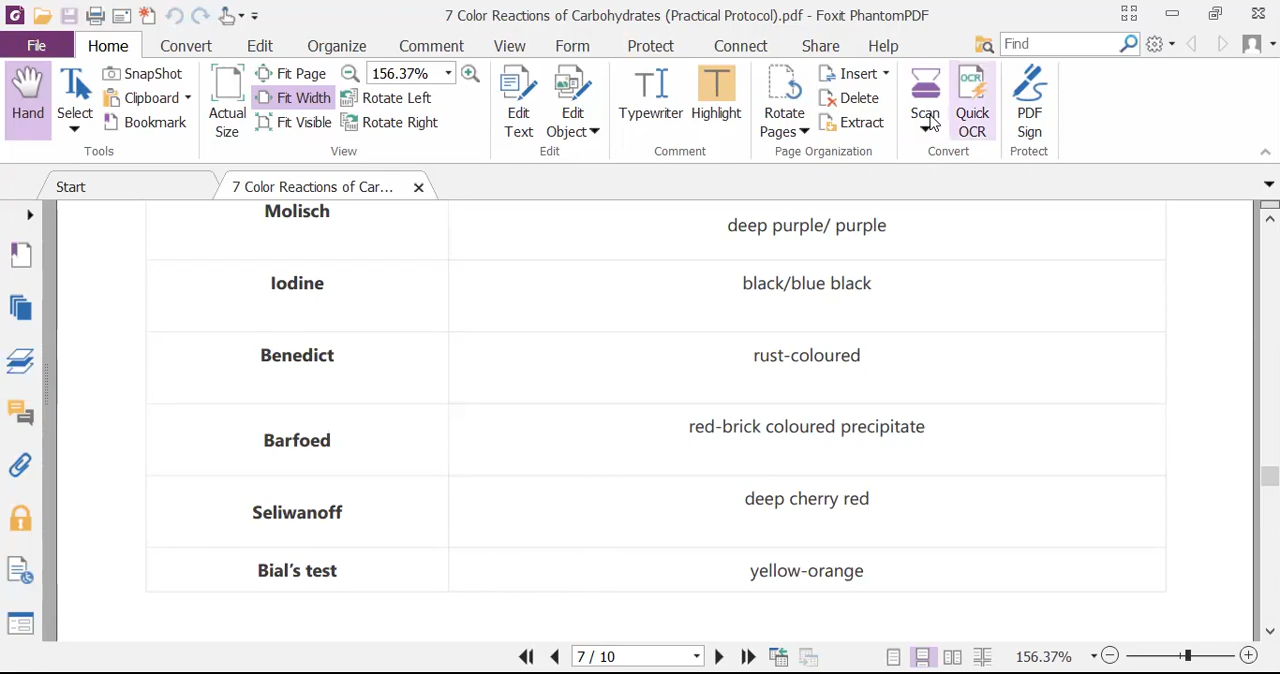 7 Color Reactions of Carbohydrates (Practical Protocol).pdf - Foxit PhantomPDF
File Home Convert Edit Organize Comment View Form Protect Connect Share Help Find
Hand
Select
SnapShot
Clipboard
Bookmark
Tools
Actual
Size
Fit Page
Fit Width
Fit Visible
156.37%
Rotate Left
Rotate Right
View
Edit
Text
Edit
Object
Edit
Typewriter
Highlight
Comment
Rotate
Pages
Insert
Delete
Extract
Page Organization
Scan
OCR
Quick
OCR
Convert
PDF
Sign
Protect
Start
7 Color Reactions of Car...
Molisch deep purple/ purple
Iodine black/blue black
Benedict rust-coloured
Barfoed red-brick coloured precipitate
Seliwanoff deep cherry red
Bial’s test yellow-orange
7 / 10
156.37%